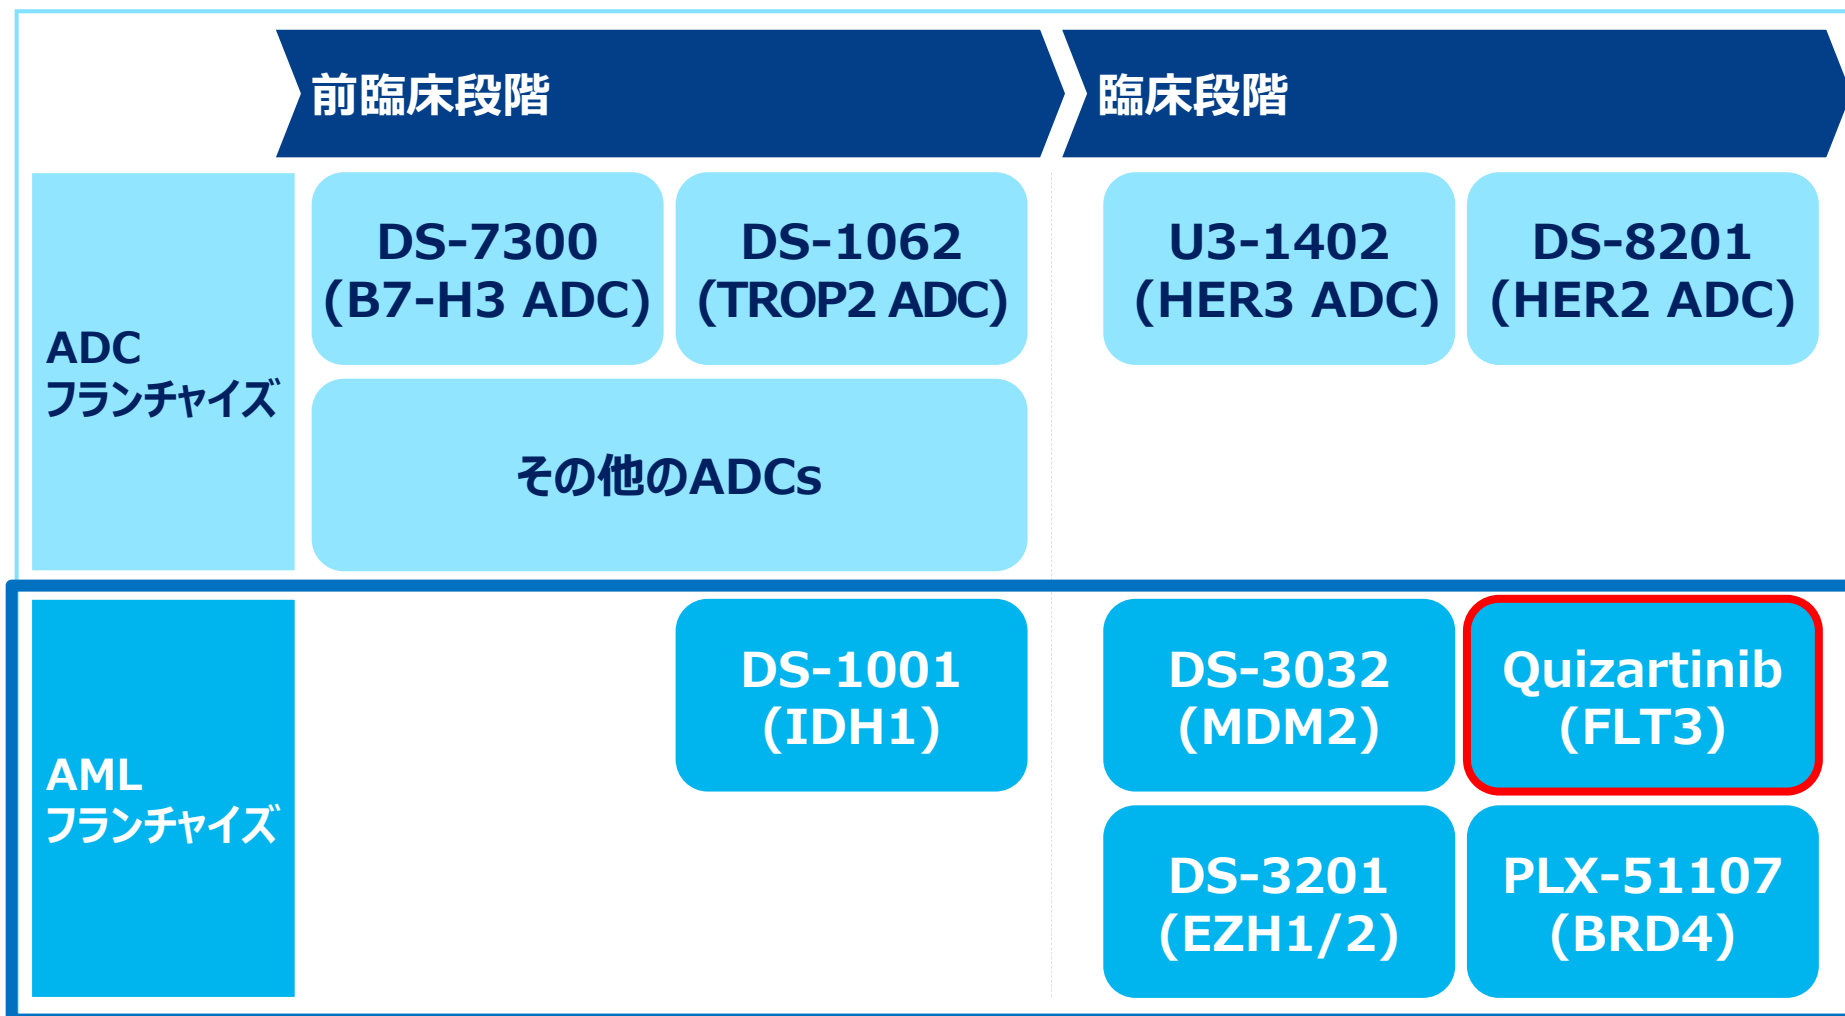 前臨床段階
臨床段階
ADC
フランチャイズ
DS-7300
(B7-H3 ADC)
DS-1062
(TROP2 ADC)
U3-1402
(HER3 ADC)
DS-8201
(HER2 ADC)
その他のADCs
AML
フランチャイズ
DS-1001
(IDH1)
DS-3032
(MDM2)
Quizartinib
(FLT3)
DS-3201
(EZH1/2)
PLX-51107
(BRD4)